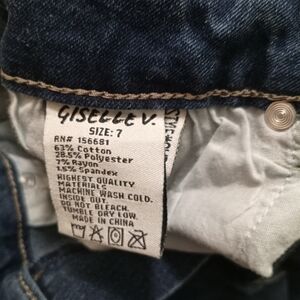 GISELLE V.
SIZE: 7
RN# 156681
63% Cotton
28.5% Polyester
7% Rayon
1.5% Spandex
HIGHEST QUALITY
MATERIALS
MACHINE WASH COLD.
INSIDE OUT.
DO NOT BLEACH.
TUMBLE DRY LOW.
MADE IN CHINA